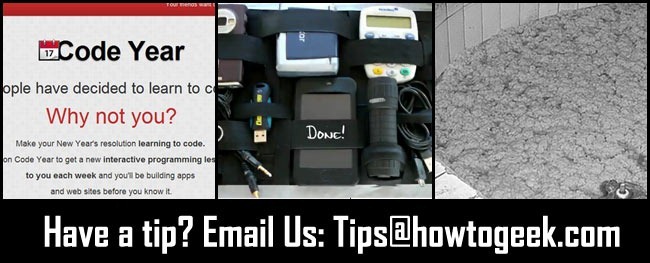 Your friends want
17
Code Year
ople have decided to learn to co
Why not you?
Make your New Year's resolution learning to code.
on Code Year to get a new interactive programming les
to you each week and you'll be building apps
and web sites before you know it.
DONE!
Have a tip? Email Us: Tips@howtogeek.com